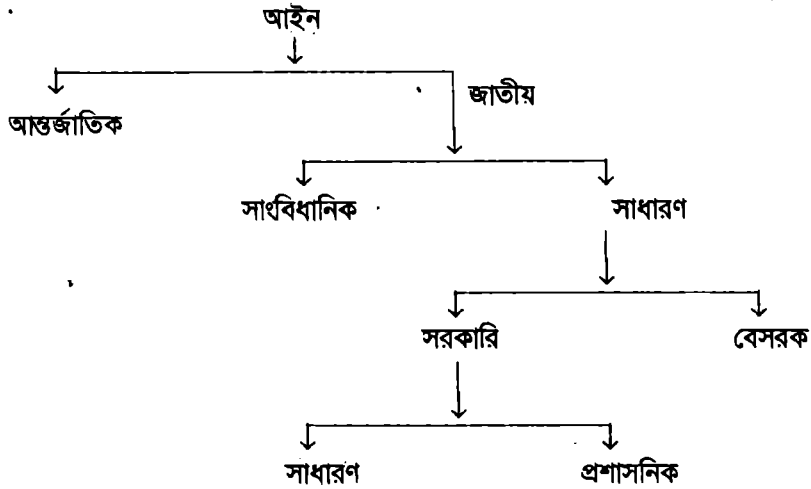 আইন
জাতীয়
আন্তর্জাতিক
সাংবিধানিক সাধারণ
সরকারি বেসরক
সাধারণ প্রশাসনিক